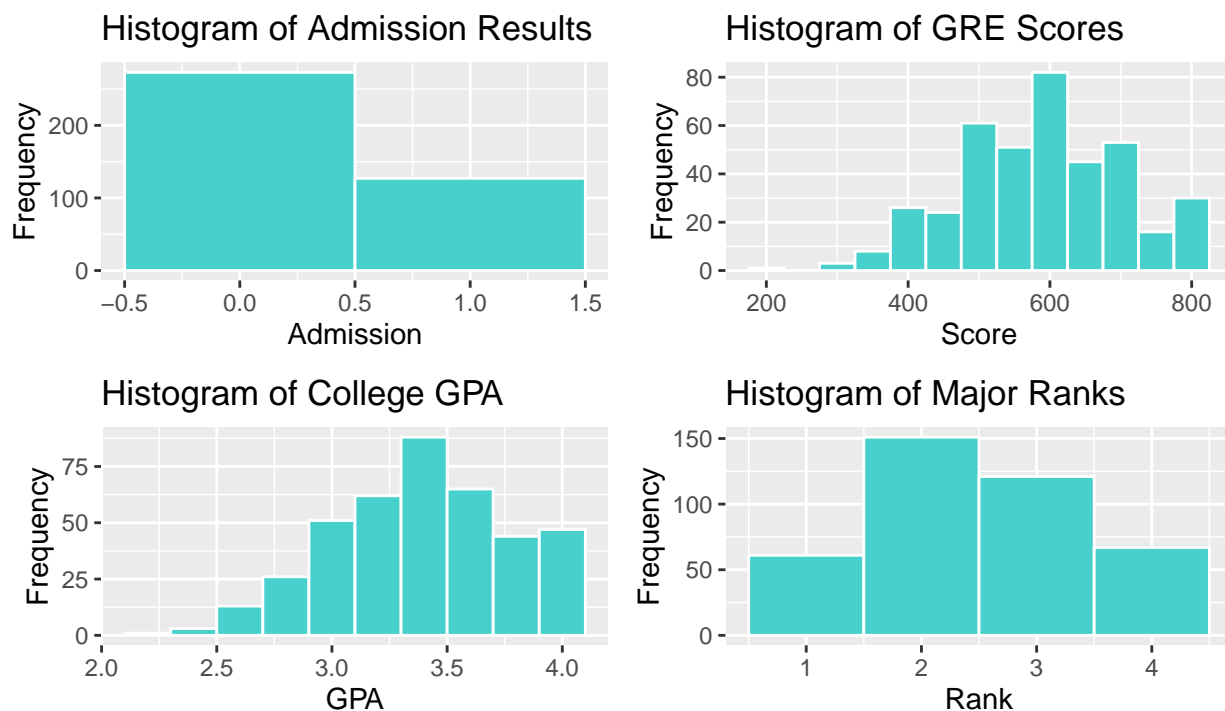 Histogram of Admission Results
Frequency
200
100
0
−0.5 0.0 0.5 1.0 1.5
Admission
Histogram of GRE Scores
Frequency
80
60
40
20
0
200 400 600 800
Score
Histogram of College GPA
Frequency
75
50
25
0
2.0 2.5 3.0 3.5 4.0
GPA
Histogram of Major Ranks
Frequency
150
100
50
0
1 2 3 4
Rank